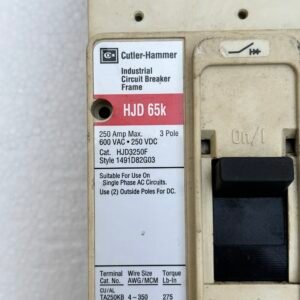 Cutler-Hammer
Industrial
Circuit Breaker
Frame
HJD 65k
250 Amp Max. 3 Pole
600 VAC • 250 VDC
Cat. HJD3250F
Style 1491D82G03
Suitable For Use On
Single Phase AC Circuits.
Use (2) Outside Poles For DC.
Terminal Wire Size Torque
Cat. No. AWG/MCM Lb-In
CU/AL
TA250KB 4-350 275
On/I